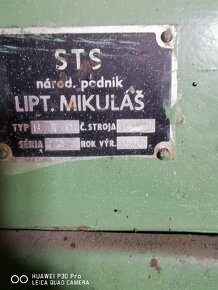 STS
národ. podnik
LIPT. MIKULÁŠ
TYP Č. STROJA
SÉRIA ROK VÝR.
HUAWEI P30 Pro
LEICA QUAD CAMERA